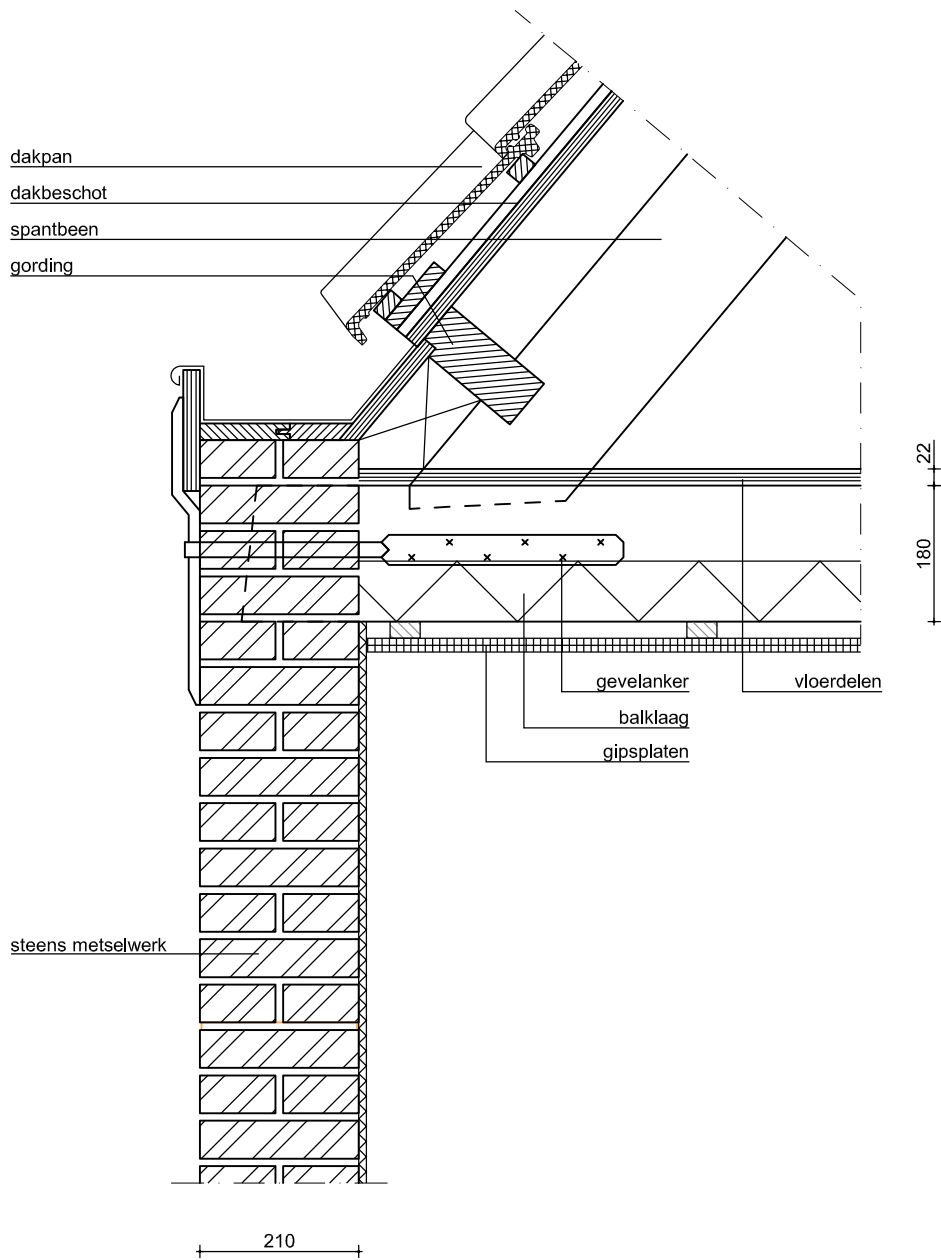 dakpan
dakbeschot
spantbeen
gording
22
180
gevelanker
vloerdelen
balklaag
gipsplaten
steens metselwerk
210